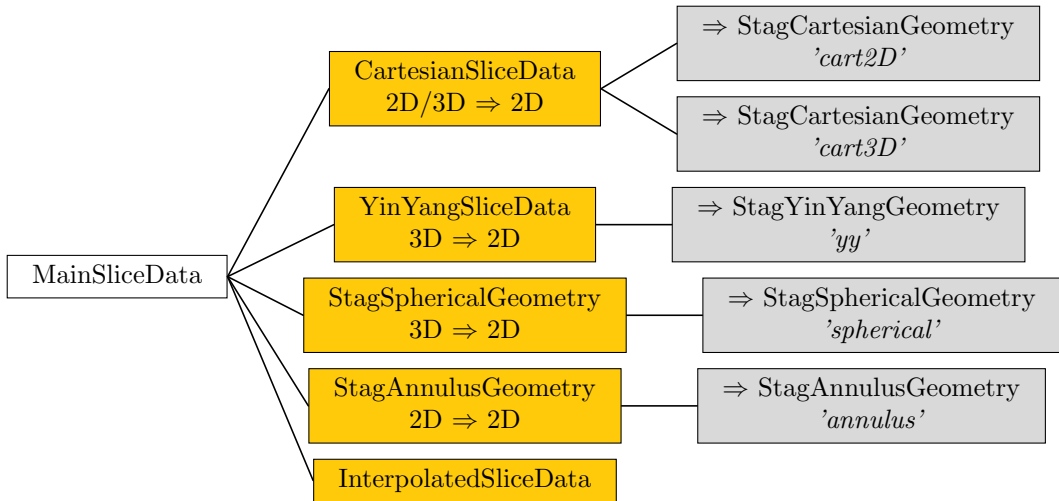 MainSliceData
CartesianSliceData
2D/3D ⇒ 2D
⇒ StagCartesianGeometry
'cart2D'
⇒ StagCartesianGeometry
'cart3D'
YinYangSliceData
3D ⇒ 2D
⇒ StagYinYangGeometry
'yy'
StagSphericalGeometry
3D ⇒ 2D
⇒ StagSphericalGeometry
'spherical'
StagAnnulusGeometry
2D ⇒ 2D
⇒ StagAnnulusGeometry
'annulus'
InterpolatedSliceData